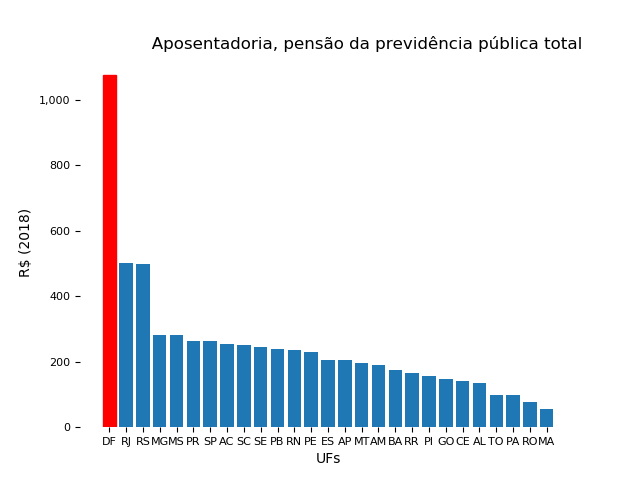 Aposentadoria, pensão da previdência pública total
1,000
800
600
400
200
0
R$ (2018)
DF RJ RS MG MS PR SP AC SC SE PB RN PE ES AP MT AM BA RR PI GO CE AL TO PA RO MA
UFs